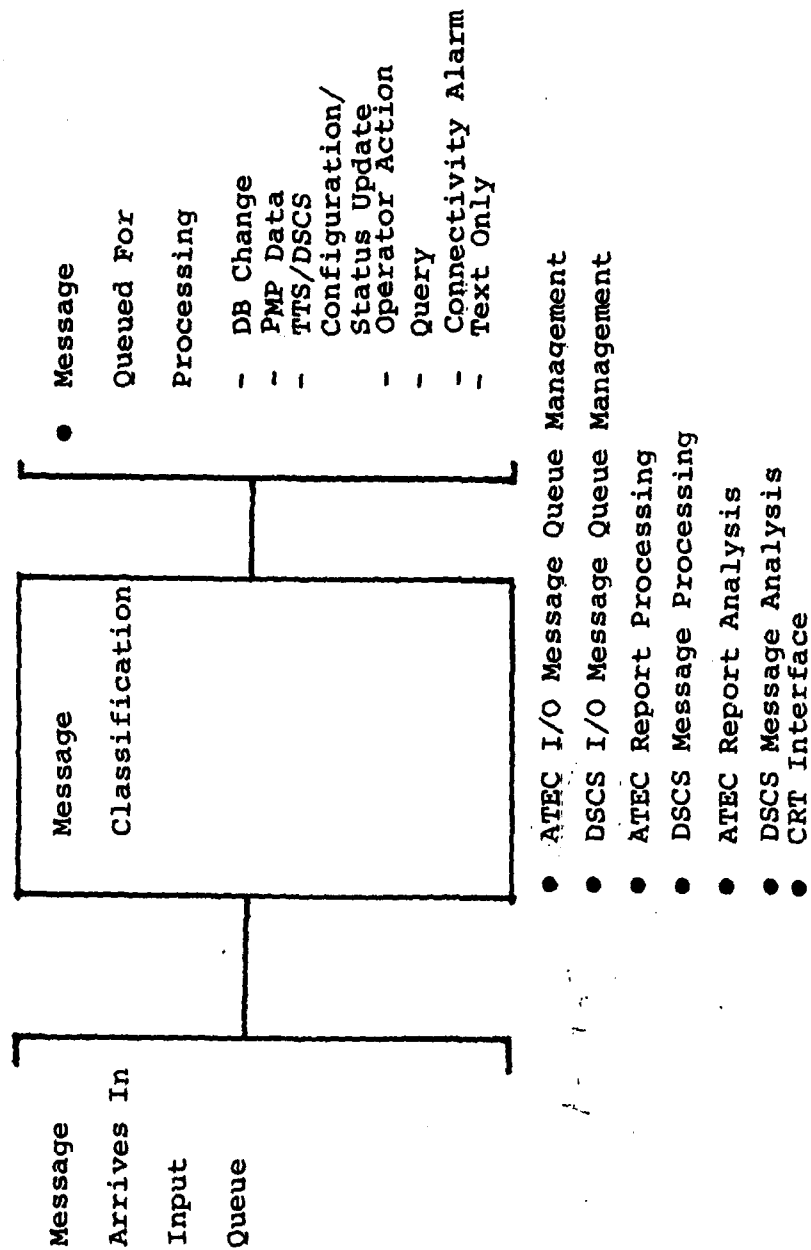 Message
Arrives In
Input
Queue
Message
Classification
● Message
Queued For
Processing
- DB Change
- PMP Data
- TTS/DSCS
Configuration/
Status Update
- Operator Action
- Query
- Connectivity Alarm
- Text Only
● ATEC I/O Message Queue Management
● DSCS I/O Message Queue Management
● ATEC Report Processing
● DSCS Message Processing
● ATEC Report Analysis
● DSCS Message Analysis
● CRT Interface